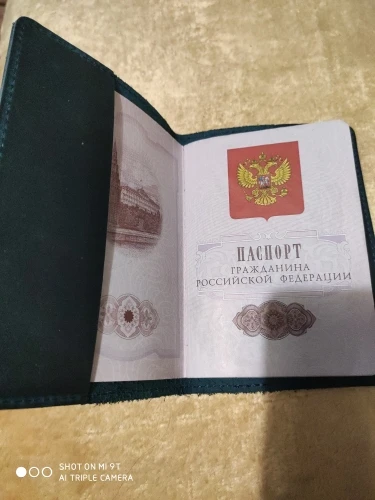 ПАСПОРТ
ГРАЖДАНИНА
РОССИЙСКОЙ ФЕДЕРАЦИИ
SHOT ON MI 9T
AI TRIPLE CAMERA